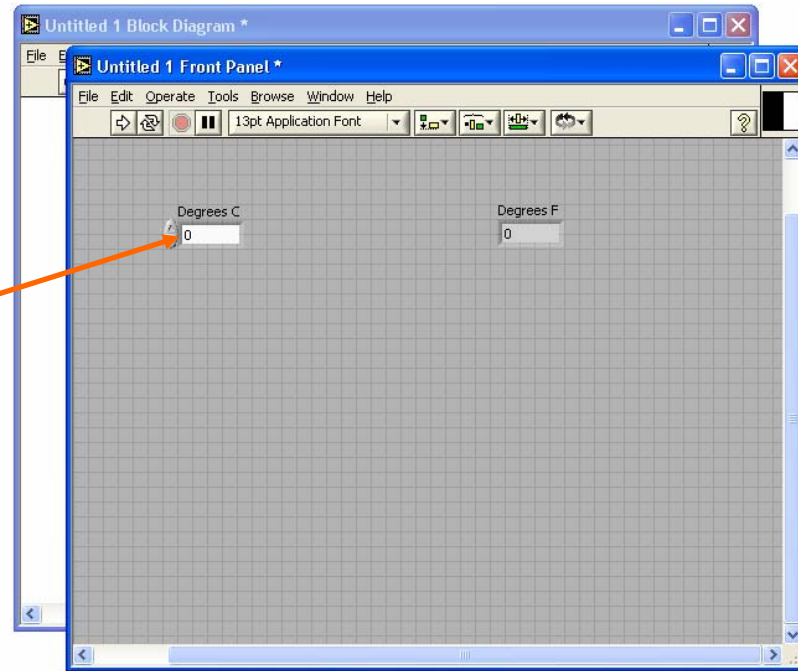 Untitled 1 Block Diagram *
File
Untitled 1 Front Panel *
File Edit Operate Tools Browse Window Help
13pt Application Font
?
Degrees C
Degrees F
0
0